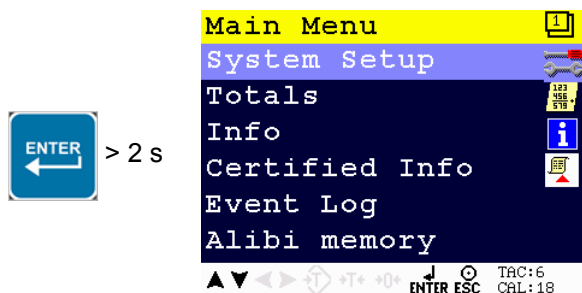 ENTER
> 2 s
Main Menu
1
System Setup
Totals
123
456
579
Info
i
Certified Info
Event Log
Alibi memory
T +T+ +0+ ENTER ESC TAC:6
CAL:18